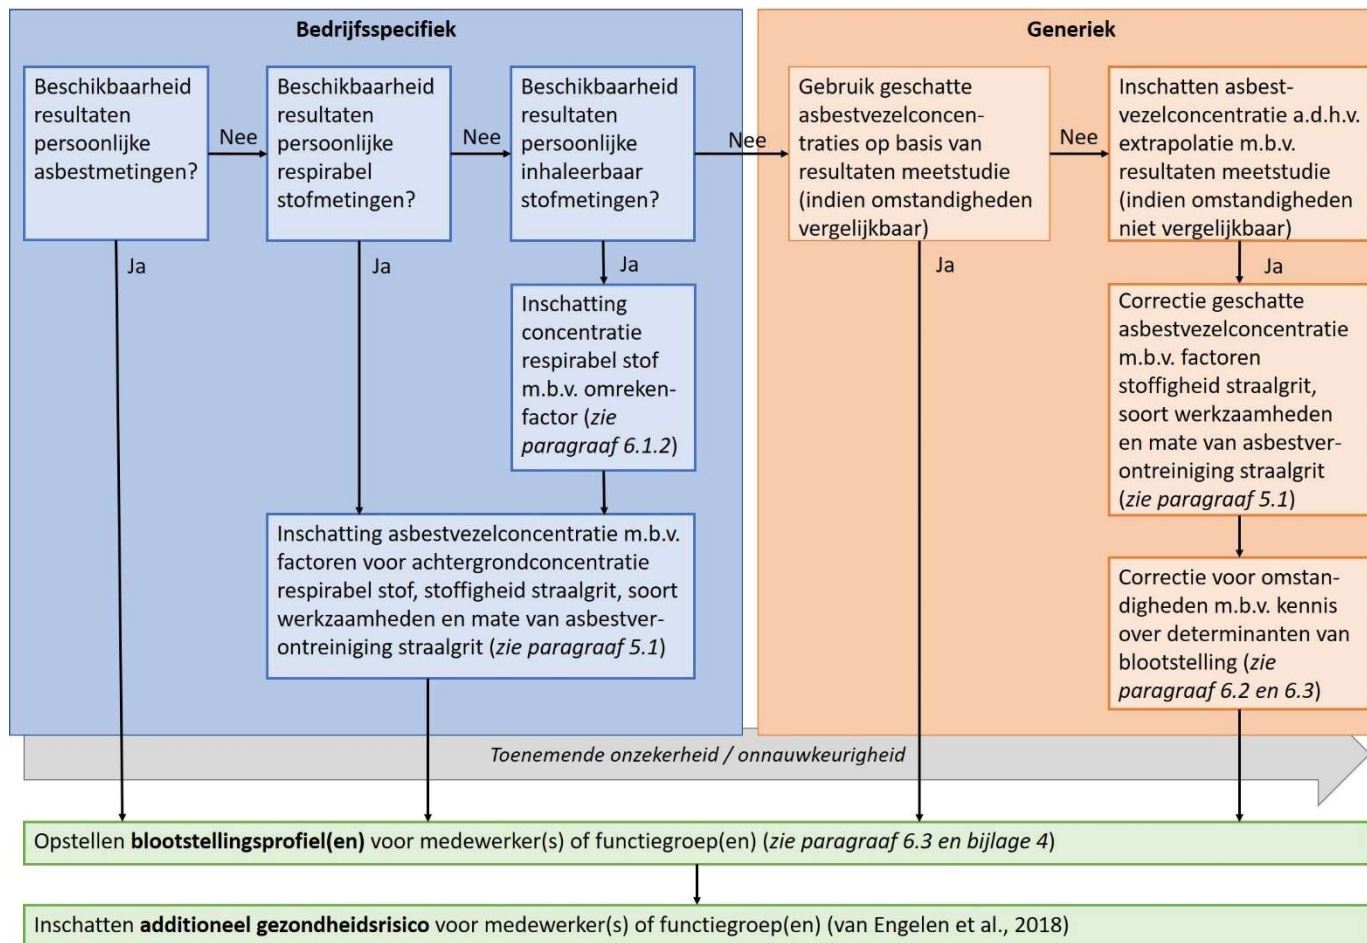 Bedrijfsspecifiek
Beschikbaarheid
resultaten
persoonlijke
asbestmetingen?
Nee
Ja
Beschikbaarheid
resultaten
persoonlijke
respirabel
stofmetingen?
Nee
Ja
Beschikbaarheid
resultaten
persoonlijke
inhaleerbaar
stofmetingen?
Nee
Ja
Inschatting
concentratie
respirabel stof
m.b.v. omreken-
factor (zie
paragraaf 6.1.2)
Inschatting asbestvezelconcentratie m.b.v.
factoren voor achtergrondconcentratie
respirabel stof, stoffigheid straalgrit, soort
werkzaamheden en mate van asbestver-
ontreiniging straalgrit (zie paragraaf 5.1)
Generiek
Gebruik geschatte
asbestvezelconcen-
traties op basis van
resultaten meetstudie
(indien omstandigheden
vergelijkbaar)
Nee
Ja
Inschatten asbest-
vezelconcentratie a.d.h.v.
extrapolatie m.b.v.
resultaten meetstudie
(indien omstandigheden
niet vergelijkbaar)
Ja
Correctie geschatte
asbestvezelconcentratie
m.b.v. factoren
stoffigheid straalgrit,
soort werkzaamheden
en mate van asbestver-
ontreiniging straalgrit
(zie paragraaf 5.1)
Correctie voor omstan-
digheden m.b.v. kennis
over determinanten van
blootstelling (zie
paragraaf 6.2 en 6.3)
Toenemende onzekerheid / onnauwkeurigheid
Opstellen blootstellingsprofiel(en) voor medewerker(s) of functiegroep(en) (zie paragraaf 6.3 en bijlage 4)
Inschatten additioneel gezondheidsrisico voor medewerker(s) of functiegroep(en) (van Engelen et al., 2018)